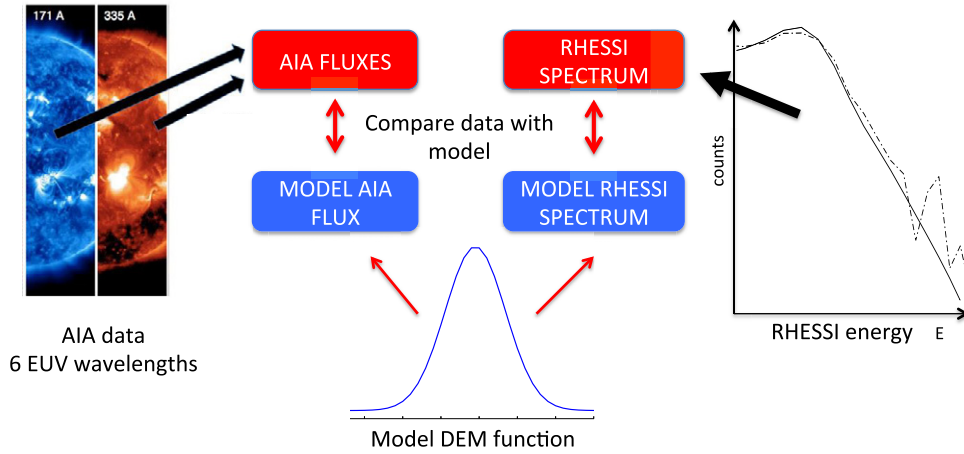 171 A
335 A
AIA FLUXES
RHESSI
SPECTRUM
Compare data with
model
MODEL AIA
FLUX
MODEL RHESSI
SPECTRUM
counts
RHESSI energy
E
AIA data
6 EUV wavelengths
Model DEM function